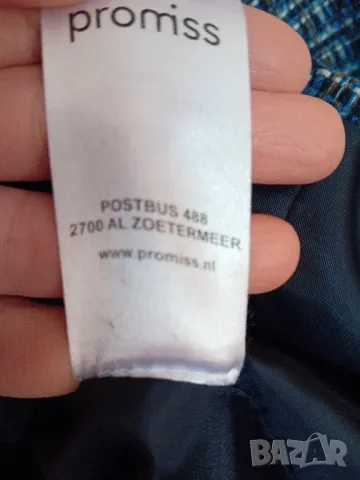 promiss
POSTBUS 488
2700 AL ZOETERMEER
www.promiss.nl
BAZAR